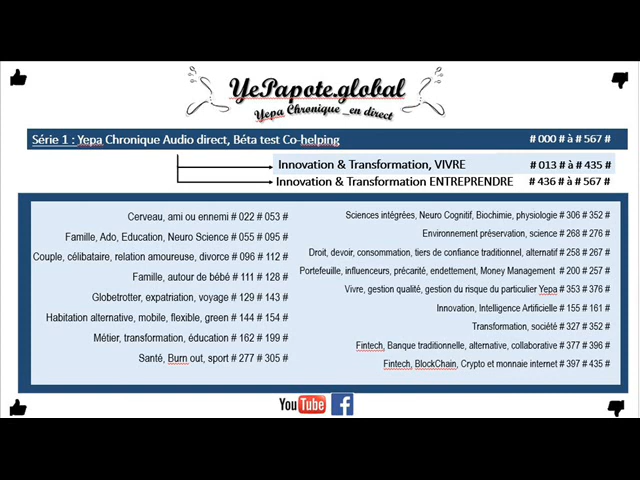 YePapote.global
Yepa Chronique _en direct
Série 1 : Yepa Chronique Audio direct, Béta test Co-helping # 000 # à # 567 #
Innovation & Transformation, VIVRE # 013 # à # 435 #
Innovation & Transformation ENTREPRENDRE # 436 # à # 567 #
Cerveau, ami ou ennemi # 022 # 053 #
Famille, Ado, Education, Neuro Science # 055 # 095 #
Couple, célibataire, relation amoureuse, divorce # 096 # 112 #
Famille, autour de bébé # 111 # 128 #
Globetrotter, expatriation, voyage # 129 # 143 #
Habitation alternative, mobile, flexible, green # 144 # 154 #
Métier, transformation, éducation # 162 # 199 #
Santé, Burn out, sport # 277 # 305 #
Sciences intégrées, Neuro Cognitif, Biochimie, physiologie # 306 # 352 #
Environnement préservation, science # 268 # 276 #
Droit, devoir, consommation, tiers de confiance traditionnel, alternatif # 258 # 267 #
Portefeuille, influenceurs, précarité, endettement, Money Management # 200 # 257 #
Vivre, gestion qualité, gestion du risque du particulier Yepa # 353 # 376 #
Innovation, Intelligence Artificielle # 155 # 161 #
Transformation, société # 327 # 352 #
Fintech, Banque traditionnelle, alternative, collaborative # 377 # 396 #
Fintech, BlockChain, Crypto et monnaie internet # 397 # 435 #
YouTube f